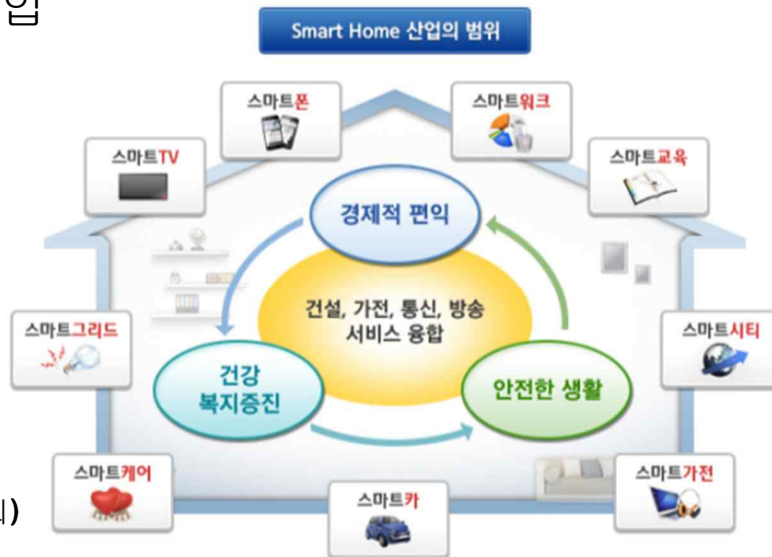 업
Smart Home 산업의 범위
스마트폰
스마트워크
스마트TV
스마트교육
경제적 편익
건설, 가전, 통신, 방송
서비스 융합
스마트그리드
스마트시티
건강
복지증진
안전한 생활
스마트케어
스마트가전
스마트카
)